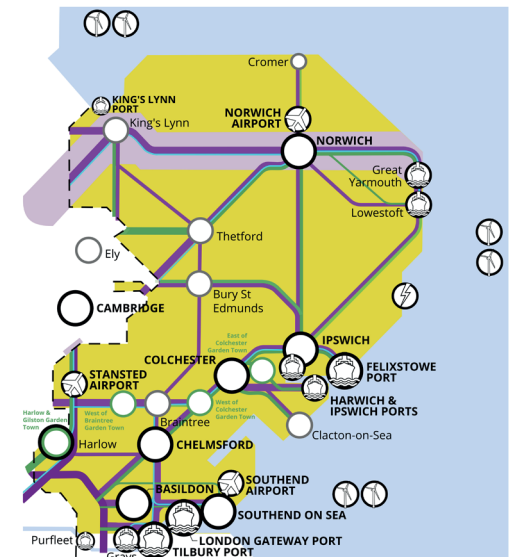 Cromer
KING'S LYNN
PORT
King's Lynn
NORWICH
AIRPORT
NORWICH
Great
Yarmouth
Lowestoft
Thetford
Ely
Bury St
Edmunds
CAMBRIDGE
East of
Colchester
Garden Town
IPSWICH
COLCHESTER
FELIXSTOWE
PORT
STANSTED
AIRPORT
HARWICH &
IPSWICH PORTS
Harlow &
Gilston Garden
Town
West of
Braintree
Garden Town
West of
Colchester
Garden Town
Braintree
Clacton-on-Sea
Harlow
CHELMSFORD
BASILDON
SOUTHEND
AIRPORT
SOUTHEND ON SEA
Purfleet
LONDON GATEWAY PORT
TILBURY PORT
Grays